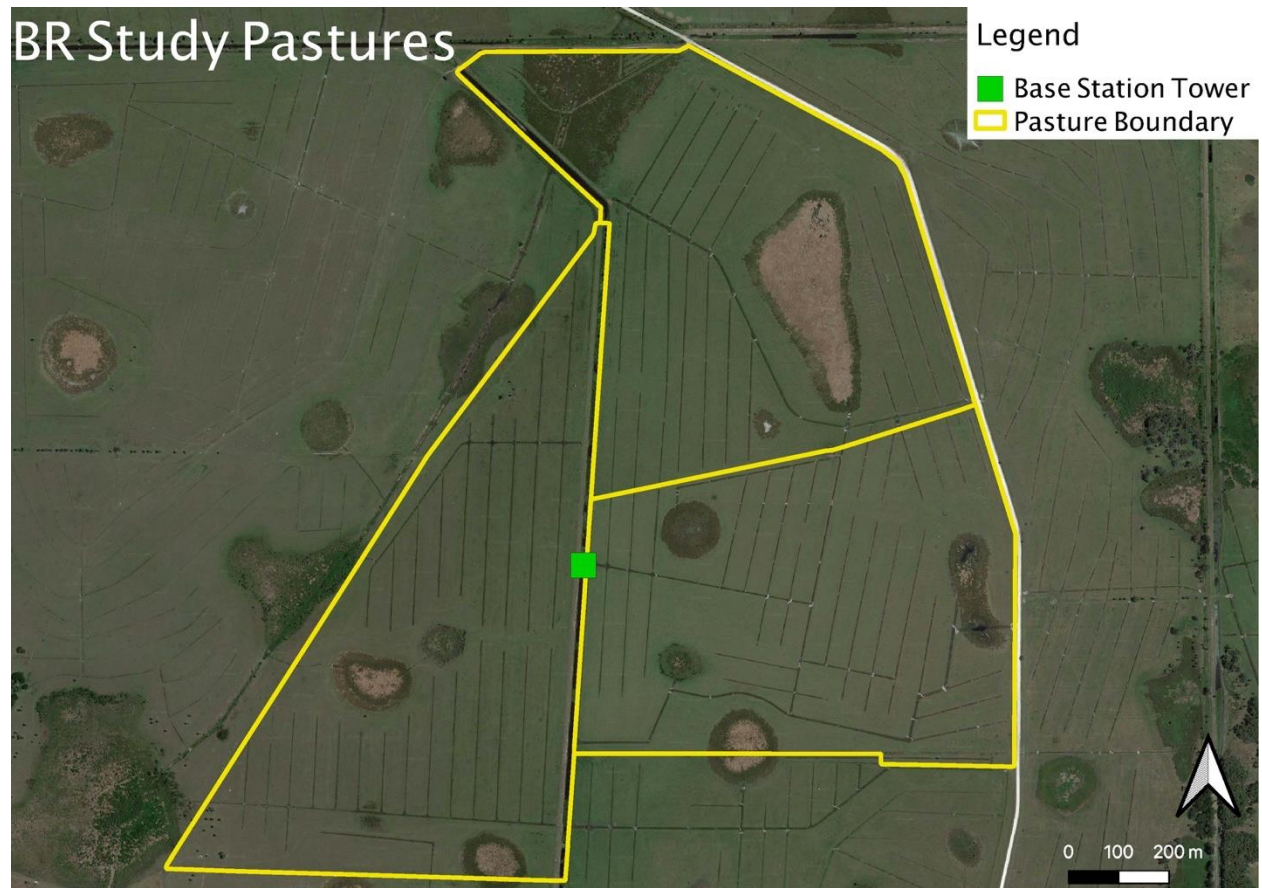 BR Study Pastures
Legend
Base Station Tower
Pasture Boundary
0 100 200 m